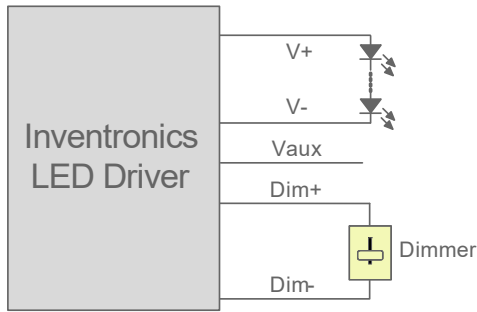 Inventronics
LED Driver
V+
V-
Vaux
Dim+
Dimmer
Dim-